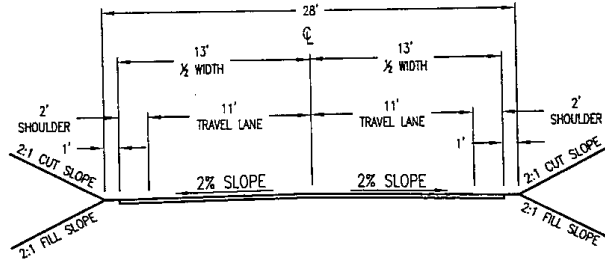 28'
℄
13'
½ WIDTH
13'
½ WIDTH
2'
SHOULDER
11'
TRAVEL LANE
11'
TRAVEL LANE
2'
SHOULDER
1'
1'
2:1 CUT SLOPE
2% SLOPE
2% SLOPE
2:1 CUT SLOPE
2:1 FILL SLOPE
2:1 FILL SLOPE